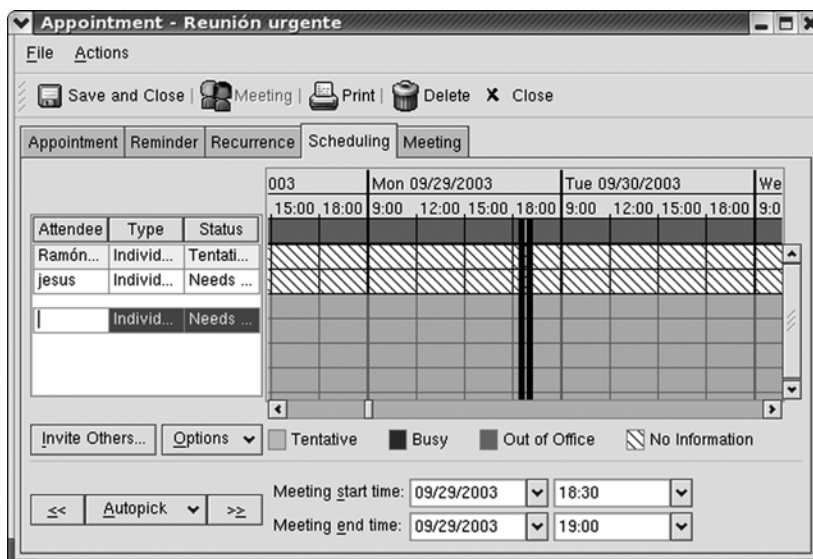 Appointment - Reunión urgente
File Actions
Save and Close Meeting Print Delete X Close
Appointment Reminder Recurrence Scheduling Meeting
003 Mon 09/29/2003 Tue 09/30/2003 We
15:00 18:00 9:00 12:00 15:00 18:00 9:00 12:00 15:00 18:00 9:0
Attendee Type Status
Ramón... Individ... Tentati...
jesus Individ... Needs ...
Individ... Needs ...
Invite Others... Options Tentative Busy Out of Office No Information
<< Autopick >>
Meeting start time: 09/29/2003 18:30
Meeting end time: 09/29/2003 19:00